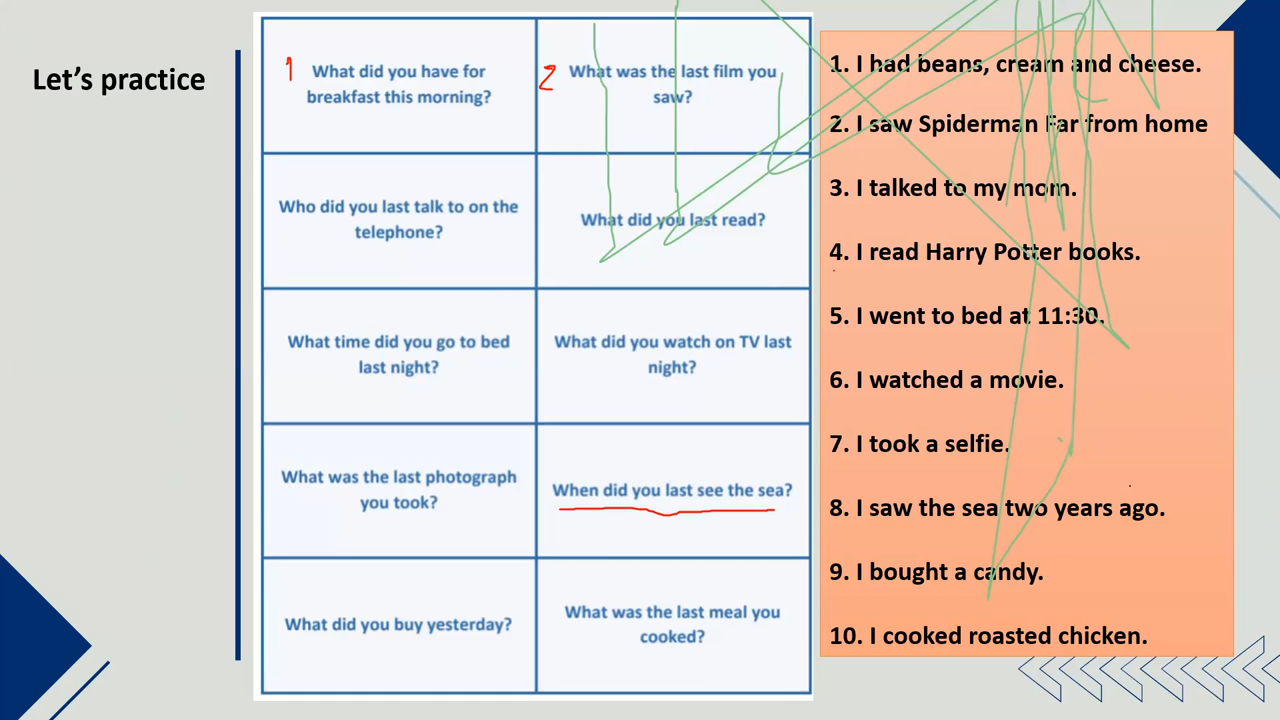 Let's practice
1 What did you have for
breakfast this morning?
2 What was the last film you
saw?
Who did you last talk to on the
telephone?
What did you last read?
What time did you go to bed
last night?
What did you watch on TV last
night?
What was the last photograph
you took?
When did you last see the sea?
What did you buy yesterday?
What was the last meal you
cooked?
1. I had beans, cream and cheese.
2. I saw Spiderman Far from home
3. I talked to my mom.
4. I read Harry Potter books.
5. I went to bed at 11:30.
6. I watched a movie.
7. I took a selfie.
8. I saw the sea two years ago.
9. I bought a candy.
10. I cooked roasted chicken.